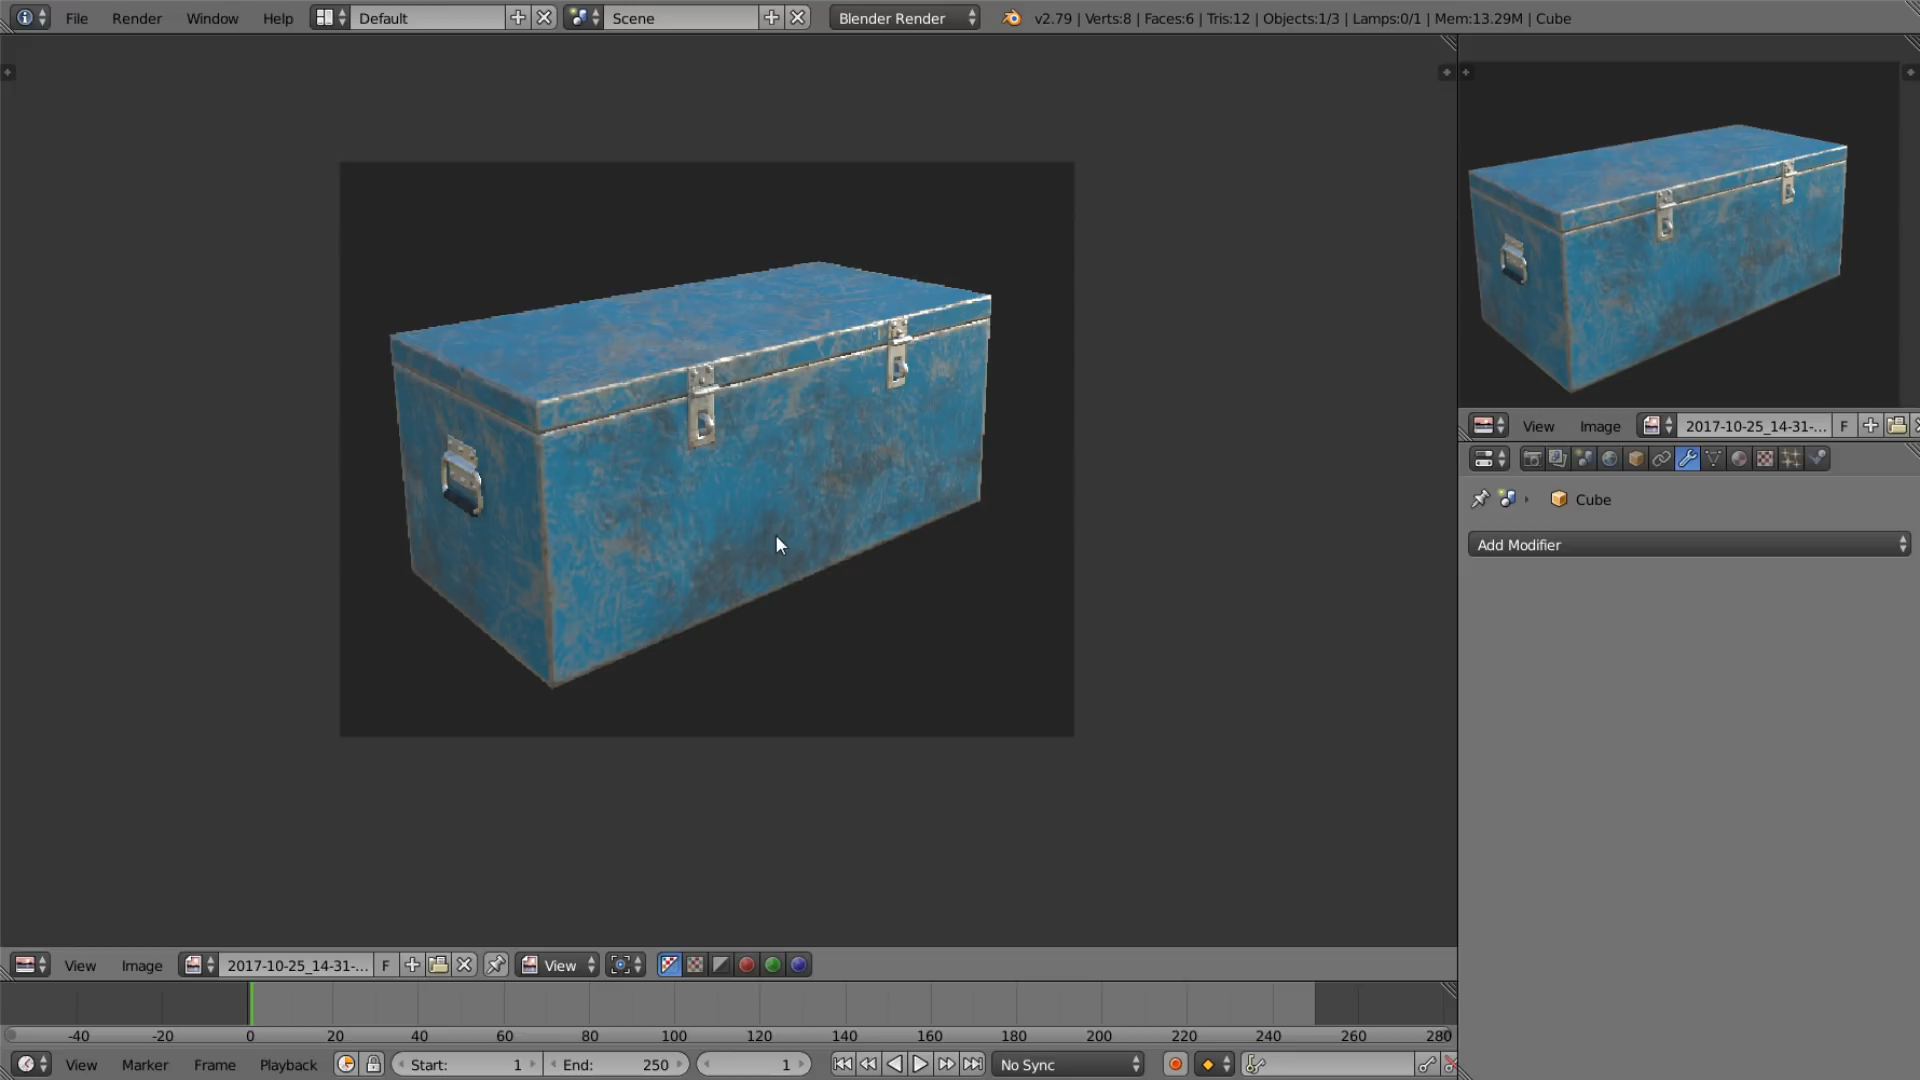 File Render Window Help Default Scene Blender Render v2.79 | Verts:8 | Faces:6 | Tris:12 | Objects:1/3 | Lamps:0/1 | Mem:13.29M | Cube
View Image 2017-10-25_14-31-... F
Cube
Add Modifier
View Image 2017-10-25_14-31-... F View
-40 -20 0 20 40 60 80 100 120 140 160 180 200 220 240 260 280
View Marker Frame Playback Start: 1 End: 250 1 No Sync